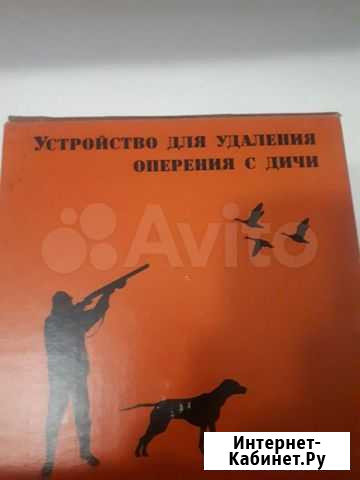 Устройство для удаления
оперения с дичи
Avito
Интернет-
Кабинет.Ру